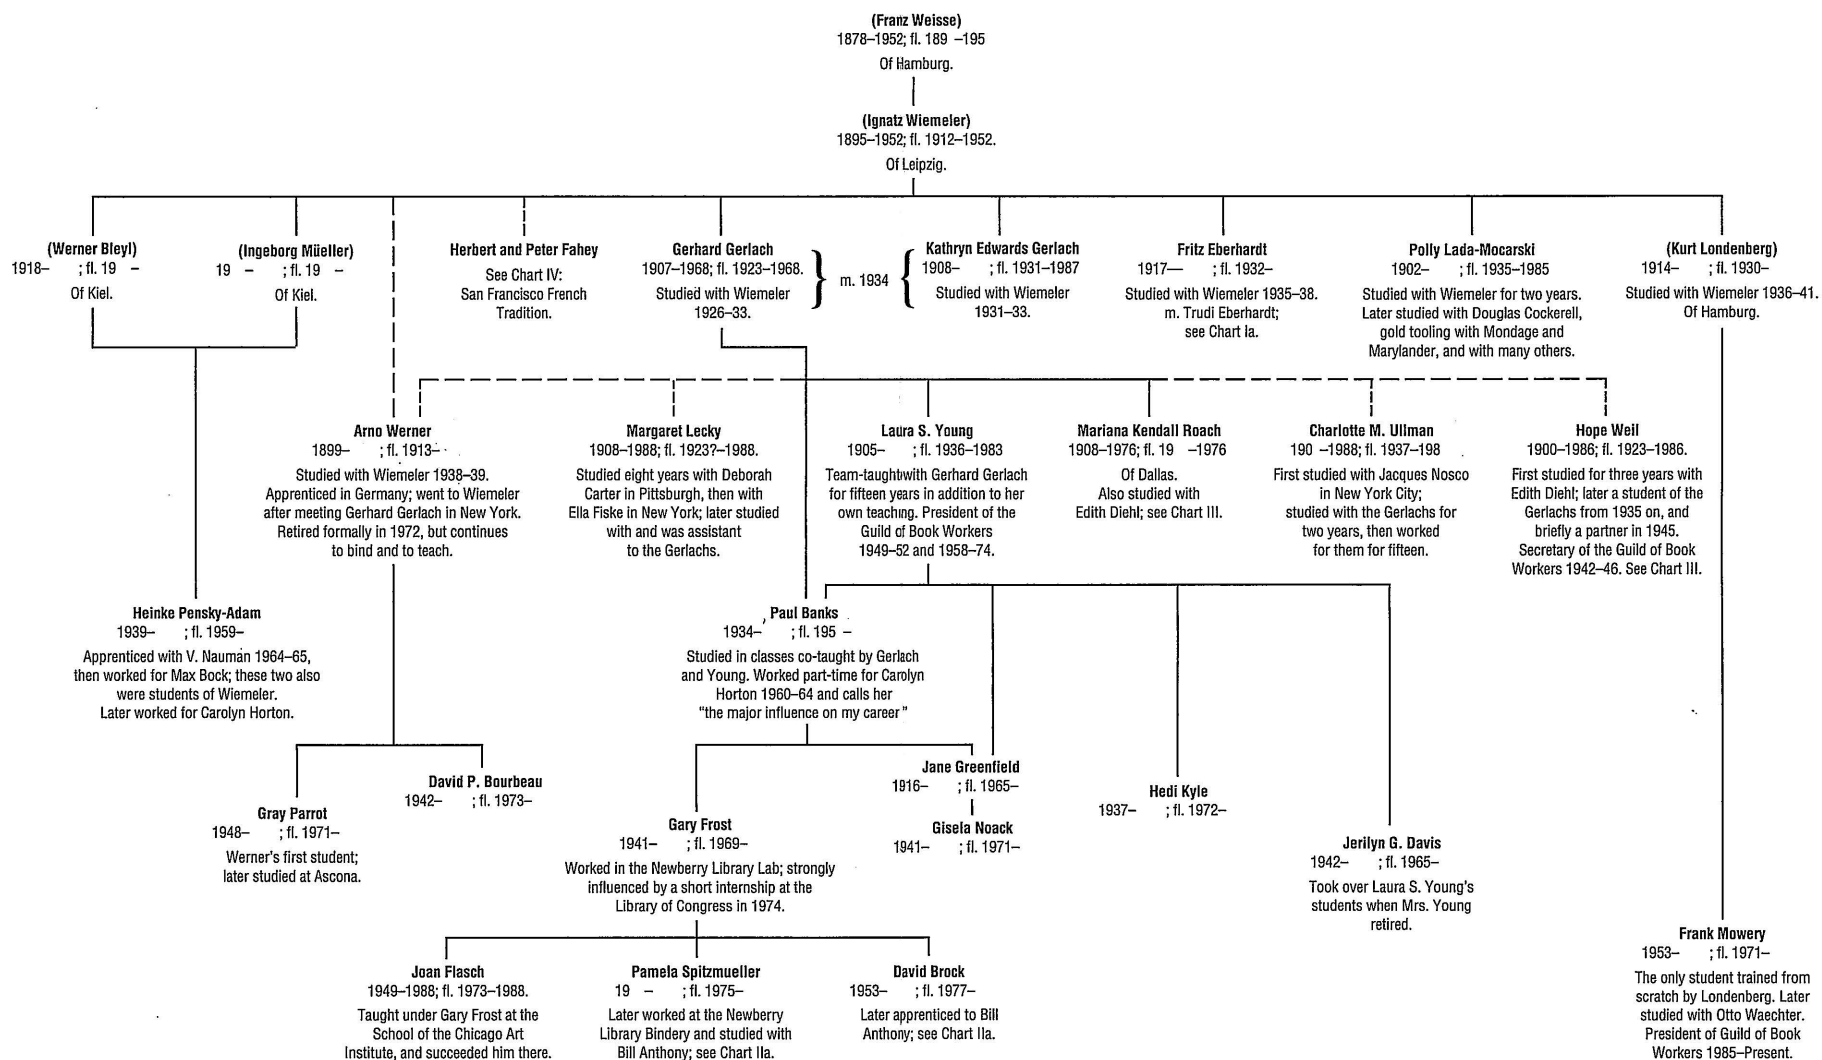 (Franz Weisse)
1878–1952; fl. 189 –195
Of Hamburg.
(Ignatz Wiemeler)
1895–1952; fl. 1912–1952.
Of Leipzig.
(Werner Bleyl)
1918– ; fl. 19 –
Of Kiel.
(Ingeborg Müeller)
19 – ; fl. 19 –
Of Kiel.
Herbert and Peter Fahey
See Chart IV:
San Francisco French
Tradition.
Gerhard Gerlach
1907-1968; fl. 1923–1968.
Studied with Wiemeler
1926–33.
m. 1934
Kathryn Edwards Gerlach
1908– ; fl. 1931–1987
Studied with Wiemeler
1931–33.
Fritz Eberhardt
1917— ; fl. 1932–
Studied with Wiemeler 1935–38.
m. Trudi Eberhardt;
see Chart Ia.
Polly Lada-Mocarski
1902– ; fl. 1935–1985
Studied with Wiemeler for two years.
Later studied with Douglas Cockerell,
gold tooling with Mondage and
Marylander, and with many others.
(Kurt Londenberg)
1914– ; fl. 1930–
Studied with Wiemeler 1936–41.
Of Hamburg.
Arno Werner
1899– ; fl. 1913–
Studied with Wiemeler 1938–39.
Apprenticed in Germany; went to Wiemeler
after meeting Gerhard Gerlach in New York.
Retired formally in 1972, but continues
to bind and to teach.
Margaret Lecky
1908–1988; fl. 1923?–1988.
Studied eight years with Deborah
Carter in Pittsburgh, then with
Ella Fiske in New York; later studied
with and was assistant
to the Gerlachs.
Laura S. Young
1905– ; fl. 1936–1983
Team-taught with Gerhard Gerlach
for fifteen years in addition to her
own teaching. President of the
Guild of Book Workers
1949–52 and 1958–74.
Mariana Kendall Roach
1908–1976; fl. 19 –1976
Of Dallas.
Also studied with
Edith Diehl; see Chart III.
Charlotte M. Ullman
190 –1988; fl. 1937–198
First studied with Jacques Nosco
in New York City;
studied with the Gerlachs for
two years, then worked
for them for fifteen.
Hope Weil
1900–1986; fl. 1923–1986.
First studied for three years with
Edith Diehl; later a student of the
Gerlachs from 1935 on, and
briefly a partner in 1945.
Secretary of the Guild of Book
Workers 1942–46. See Chart III.
Heinke Pensky-Adam
1939– ; fl. 1959–
Apprenticed with V. Nauman 1964–65,
then worked for Max Bock; these two also
were students of Wiemeler.
Later worked for Carolyn Horton.
Paul Banks
1934– ; fl. 195 –
Studied in classes co-taught by Gerlach
and Young. Worked part-time for Carolyn
Horton 1960–64 and calls her
“the major influence on my career”
Gray Parrot
1948– ; fl. 1971–
Werner's first student;
later studied at Ascona.
David P. Bourbeau
1942– ; fl. 1973–
Gary Frost
1941– ; fl. 1969–
Worked in the Newberry Library Lab; strongly
influenced by a short internship at the
Library of Congress in 1974.
Jane Greenfield
1916– ; fl. 1965–
Gisela Noack
1941– ; fl. 1971–
Hedi Kyle
1937– ; fl. 1972–
Jerilyn G. Davis
1942– ; fl. 1965–
Took over Laura S. Young's
students when Mrs. Young
retired.
Joan Flasch
1949–1988; fl. 1973–1988.
Taught under Gary Frost at the
School of the Chicago Art
Institute, and succeeded him there.
Pamela Spitzmueller
19 – ; fl. 1975–
Later worked at the Newberry
Library Bindery and studied with
Bill Anthony; see Chart IIa.
David Brock
1953– ; fl. 1977–
Later apprenticed to Bill
Anthony; see Chart IIa.
Frank Mowery
1953– ; fl. 1971–
The only student trained from
scratch by Londenberg. Later
studied with Otto Waechter.
President of Guild of Book
Workers 1985–Present.